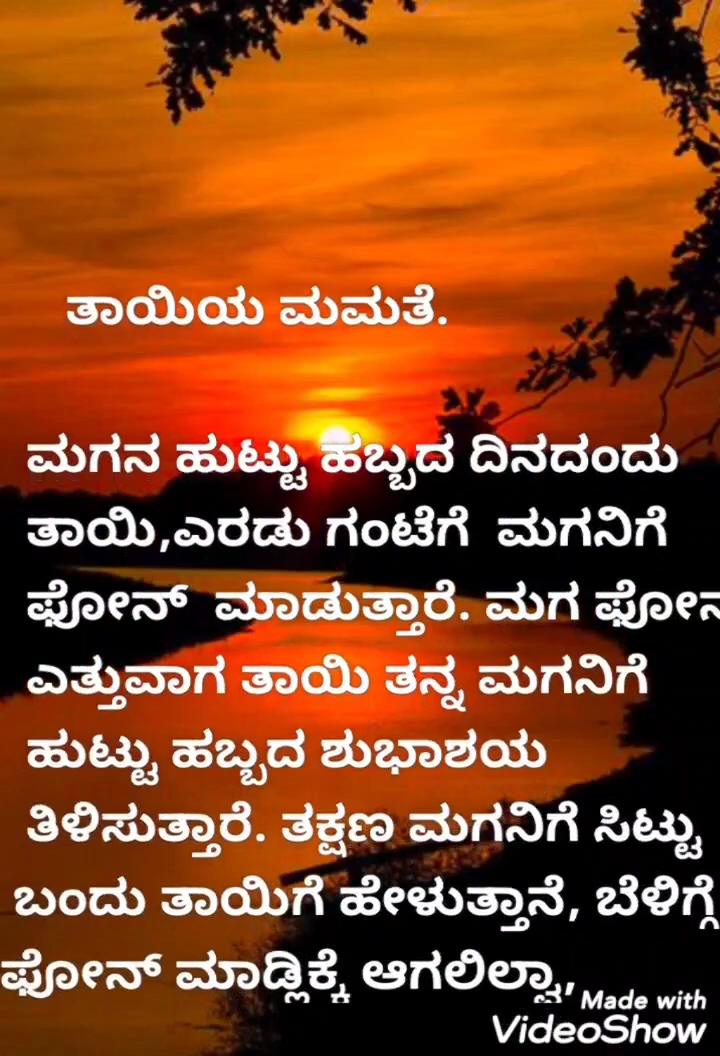 ತಾಯಿಯ ಮಮತೆ.
ಮಗನ ಹುಟ್ಟು ಹಬ್ಬದ ದಿನದಂದು
ತಾಯಿ,ಎರಡು ಗಂಟೆಗೆ ಮಗನಿಗೆ
ಫೋನ್ ಮಾಡುತ್ತಾರೆ. ಮಗ ಫೋನ
ಎತ್ತುವಾಗ ತಾಯಿ ತನ್ನ ಮಗನಿಗೆ
ಹುಟ್ಟು ಹಬ್ಬದ ಶುಭಾಶಯ
ತಿಳಿಸುತ್ತಾರೆ. ತಕ್ಷಣ ಮಗನಿಗೆ ಸಿಟ್ಟು
ಬಂದು ತಾಯಿಗೆ ಹೇಳುತ್ತಾನೆ, ಬೆಳಿಗ್ಗೆ
ಫೋನ್ ಮಾಡ್ಲಿಕ್ಕೆ ಆಗಲಿಲ್ವಾ,
Made with
VideoShow